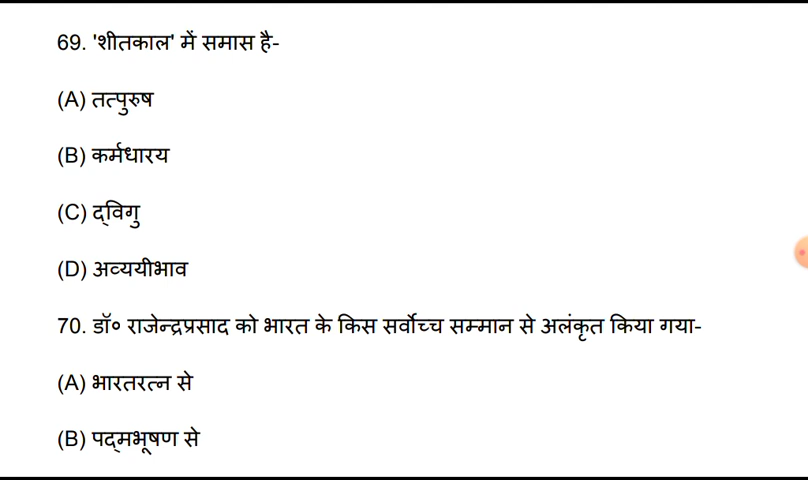 69. 'शीतकाल' में समास है-
(A) तत्पुरुष
(B) कर्मधारय
(C) द्विगु
(D) अव्ययीभाव
70. डॉ० राजेन्द्रप्रसाद को भारत के किस सर्वोच्च सम्मान से अलंकृत किया गया-
(A) भारतरत्न से
(B) पद्मभूषण से